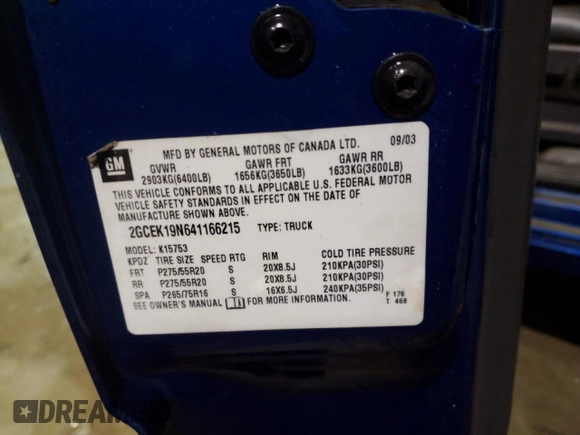 GM
MFD BY GENERAL MOTORS OF CANADA LTD. 09/03
GVWR GAWR FRT GAWR RR
2903KG(6400LB) 1656KG(3650LB) 1633KG(3600LB)
THIS VEHICLE CONFORMS TO ALL APPLICABLE U.S. FEDERAL MOTOR
VEHICLE SAFETY STANDARDS IN EFFECT ON THE DATE OF
MANUFACTURE SHOWN ABOVE.
2GCEK19N641166215 TYPE: TRUCK
MODEL: K15753
KPDZ TIRE SIZE SPEED RTG RIM COLD TIRE PRESSURE
FRT P275/55R20 S 20X8.5J 210KPA(30PSI)
RR P275/55R20 S 20X8.5J 210KPA(30PSI)
SPA P265/75R16 S 16X6.5J 240KPA(35PSI)
SEE OWNER'S MANUAL FOR MORE INFORMATION.
F 176
T 468